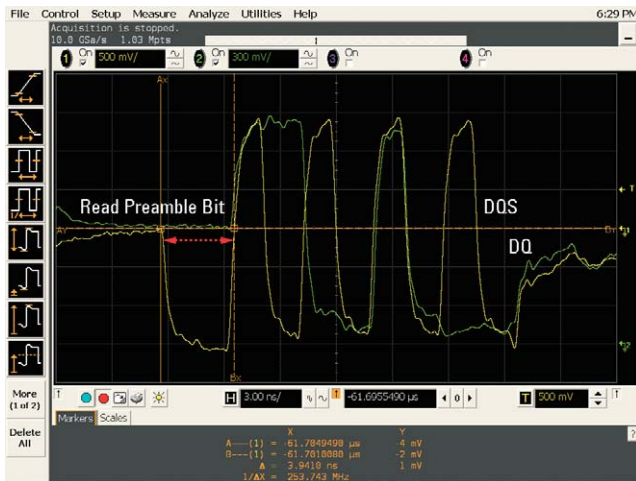 File Control Setup Measure Analyze Utilities Help 6:29 PM
Acquisition is stopped.
10.0 GSa/s 1.03 Mpts
1 On 500 mV/ 2 On 300 mV/ 3 On 4 On
Ax
Read Preamble Bit
DQS
DQ
Ay
Bx
More
(1 of 2)
Delete
All
H 3.00 ns/ -61.6955490 µs 0 T 500 mV
Markers Scales
X Y
A---(1) = -61.7049490 µs -4 mV
B---(1) = -61.7010080 µs -2 mV
Δ = 3.9410 ns 1 mV
1/ΔX = 253.743 MHz